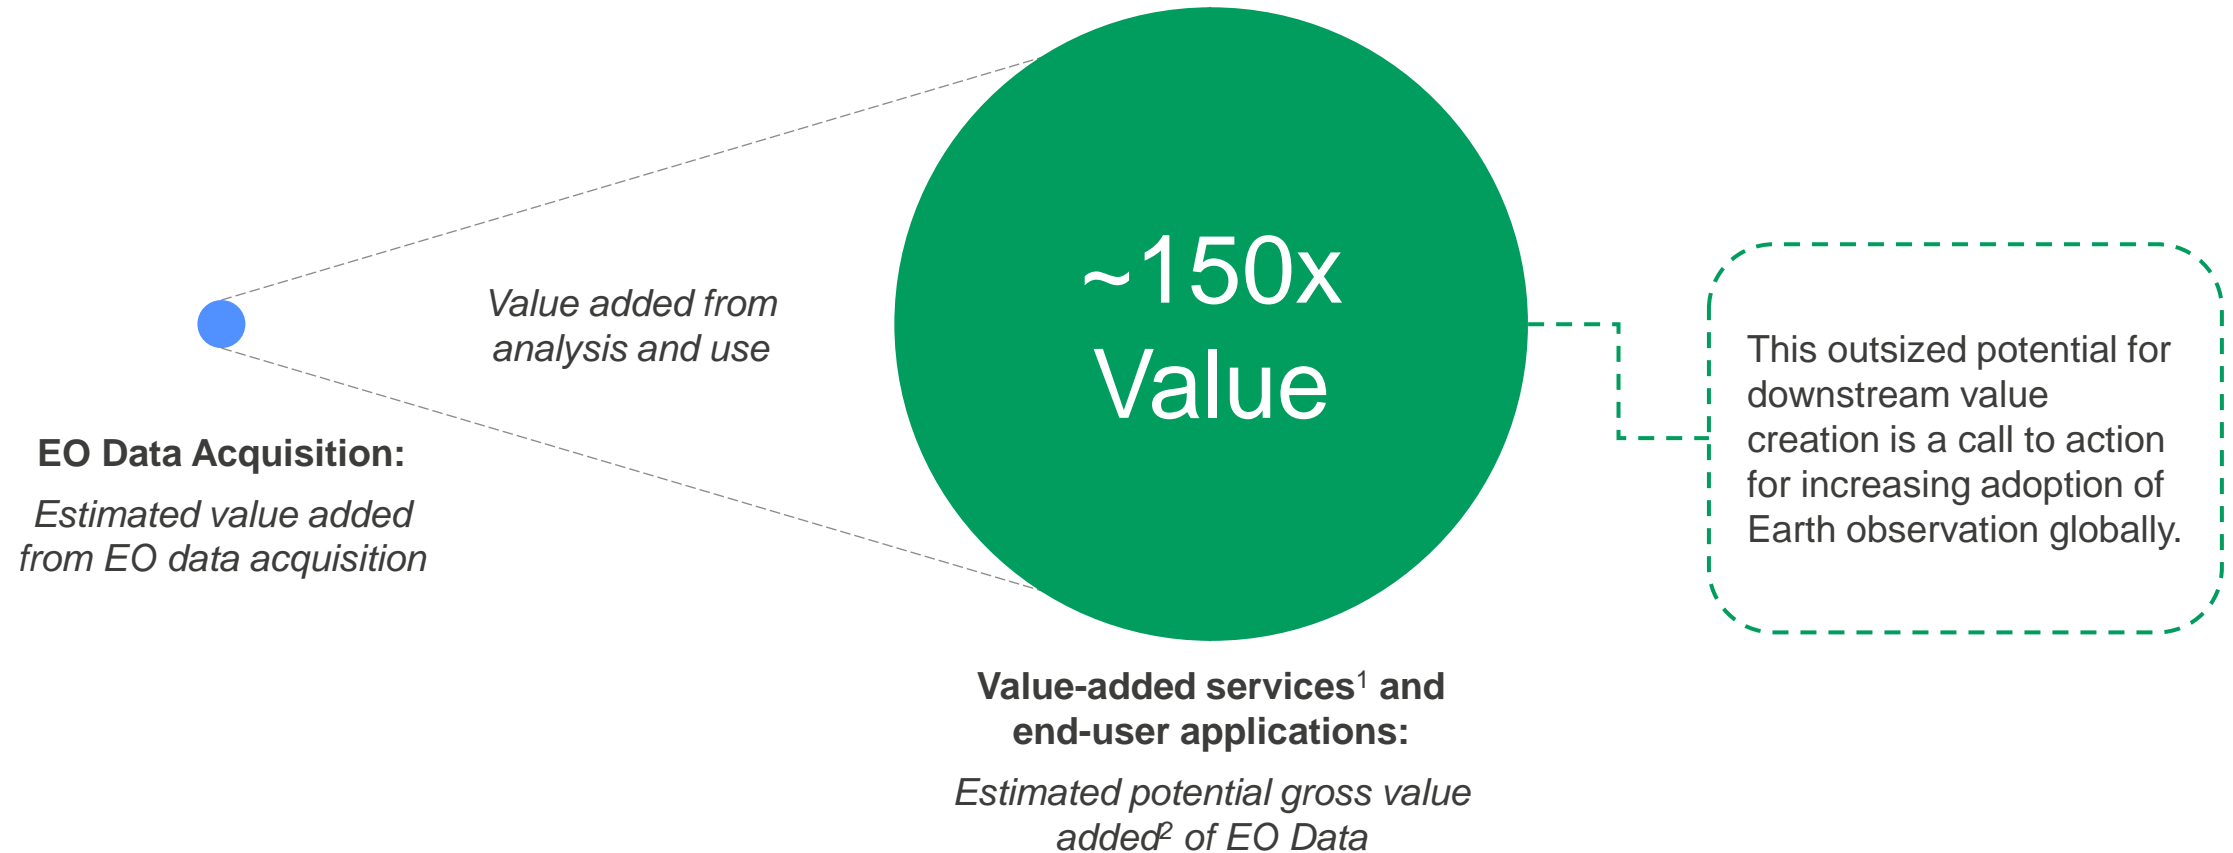 Value added from
analysis and use
~150x
Value
EO Data Acquisition:
Estimated value added
from EO data acquisition
This outsized potential for
downstream value
creation is a call to action
for increasing adoption of
Earth observation globally.
Value-added services¹ and
end-user applications:
Estimated potential gross value
added² of EO Data